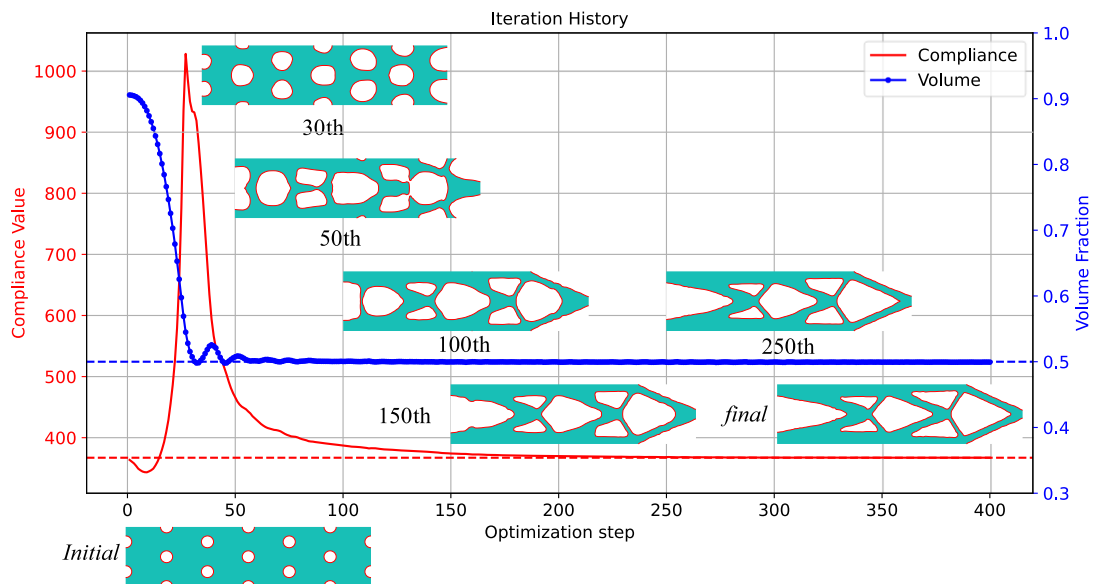 Iteration History
Compliance
Volume
Compliance Value
1000
900
800
700
600
500
400
1.0
0.9
0.8
0.7
0.6
0.5
0.4
0.3
Volume Fraction
30th
50th
100th
250th
150th
final
0 50 100 150 200 250 300 350 400
Optimization step
Initial